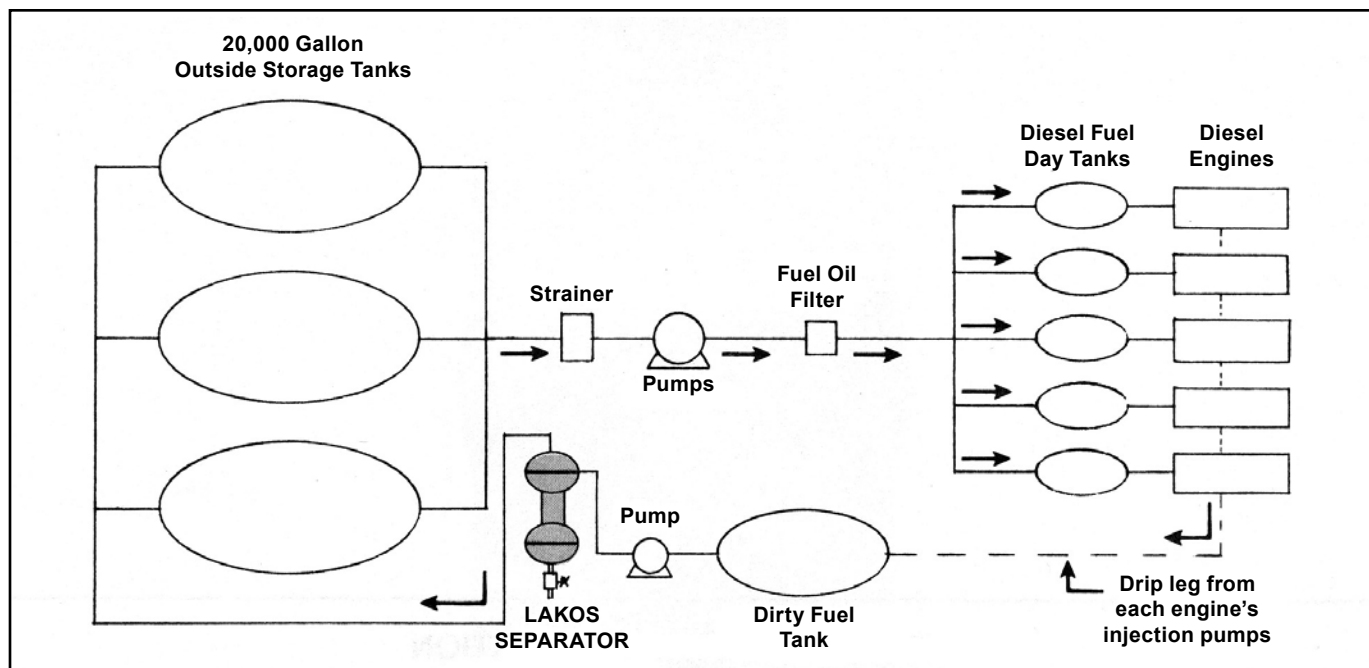 20,000 Gallon
Outside Storage Tanks
Diesel Fuel
Day Tanks
Diesel
Engines
Strainer
Pumps
Fuel Oil
Filter
LAKOS
SEPARATOR
Pump
Dirty Fuel
Tank
Drip leg from
each engine's
injection pumps